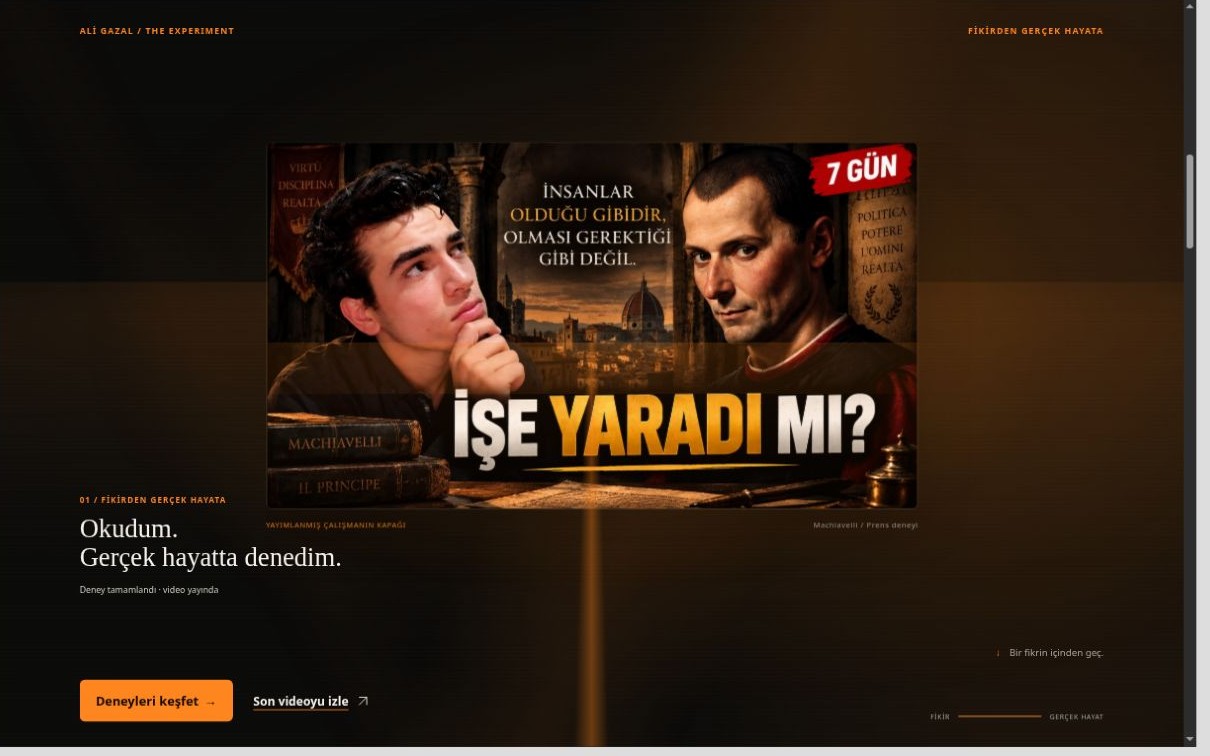 ALİ GAZAL / THE EXPERIMENT
FİKİRDEN GERÇEK HAYATA
VIRTÙ
DISCIPLINA
REALTA
7 GÜN
İNSANLAR
OLDUĞU GİBİDİR,
OLMASI GEREKTİĞİ
GİBİ DEĞİL.
POLITICA
POTERE
L'OMINI
REALTA
İŞE YARADI MI?
MACHIAVELLI
IL PRINCIPE
01 / FİKİRDEN GERÇEK HAYATA
Okudum.
Gerçek hayatta denedim.
YAYIMLANMIŞ ÇALIŞMANIN KAPAĞI
Machiavelli / Prens deneyi
Deney tamamlandı · video yayında
↓ Bir fikrin içinden geç.
Deneyleri keşfet →
Son videoyu izle ↗
FİKİR
GERÇEK HAYAT